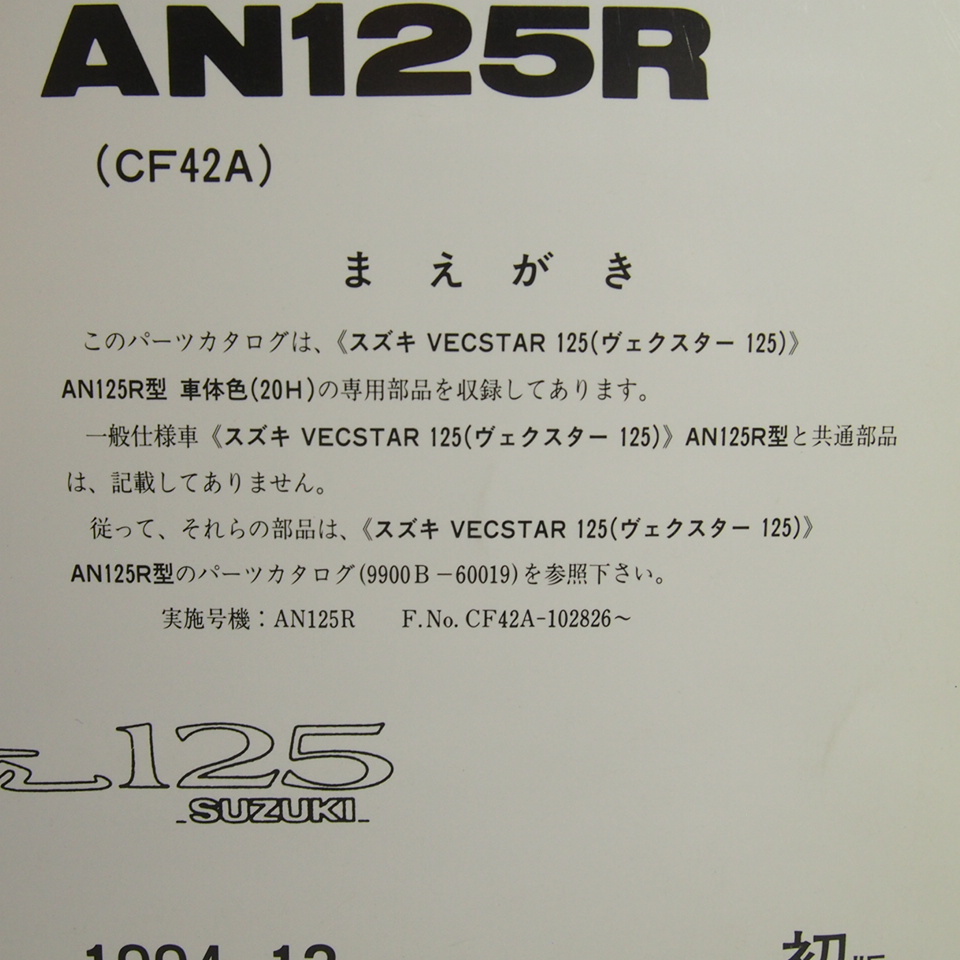 AN125R
(CF42A)
まえがき
このパーツカタログは、《スズキ VECSTAR 125(ヴェクスター 125)》
AN125R型 車体色(20H)の専用部品を収録してあります。
一般仕様車《スズキ VECSTAR 125(ヴェクスター 125)》AN125R型と共通部品
は、記載してありません。
従って、それらの部品は、《スズキ VECSTAR 125(ヴェクスター 125)》
AN125R型のパーツカタログ(9900B-60019)を参照下さい。
実施号機：AN125R F.No. CF42A-102826～
125
SUZUKI
初